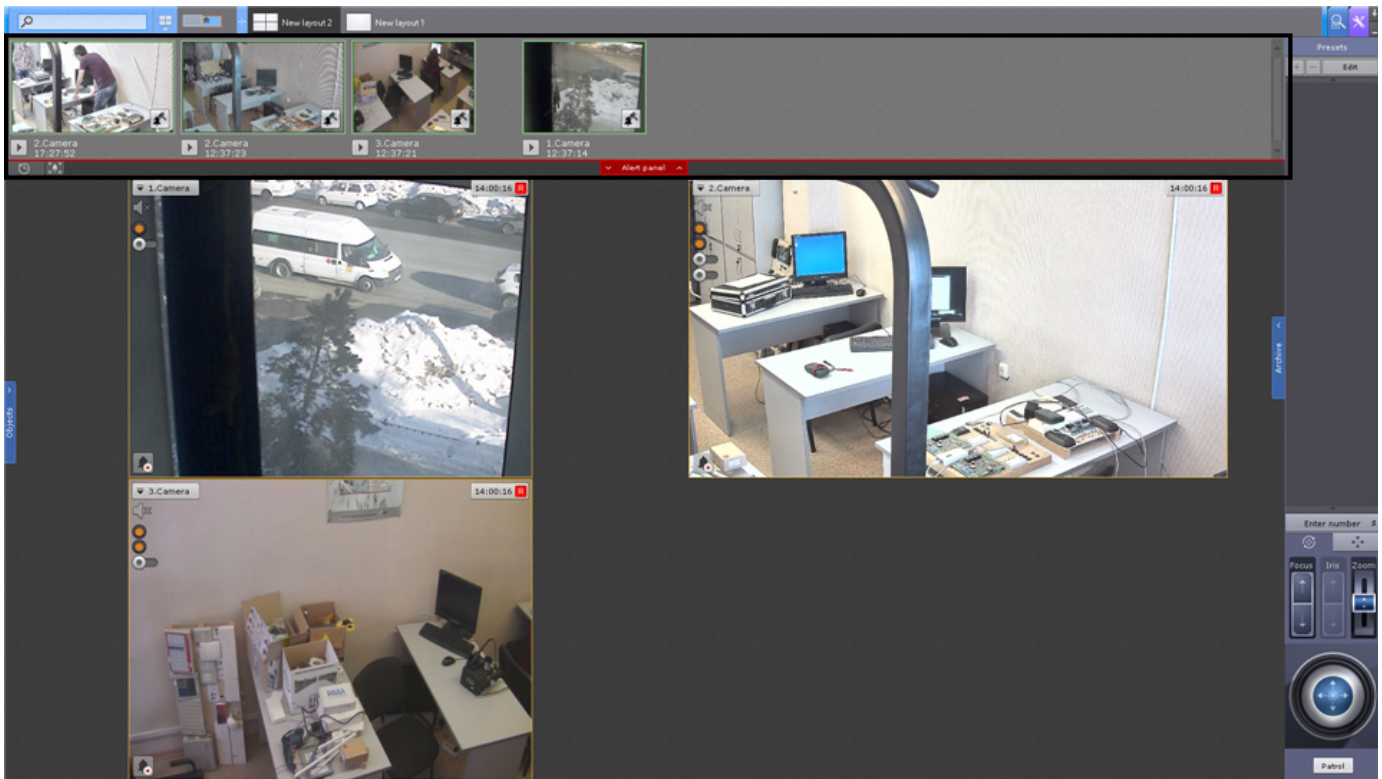 New layout 2
New layout 1
Presets
+ − Edit
2.Camera
17:27:52
2.Camera
12:37:23
3.Camera
12:37:21
1.Camera
12:37:14
Alert panel
1.Camera
14:00:16 R
2.Camera
14:00:16 R
Archive
Objects
3.Camera
14:00:16 R
RMA
Enter number
Focus
Iris
Zoom
Patrol